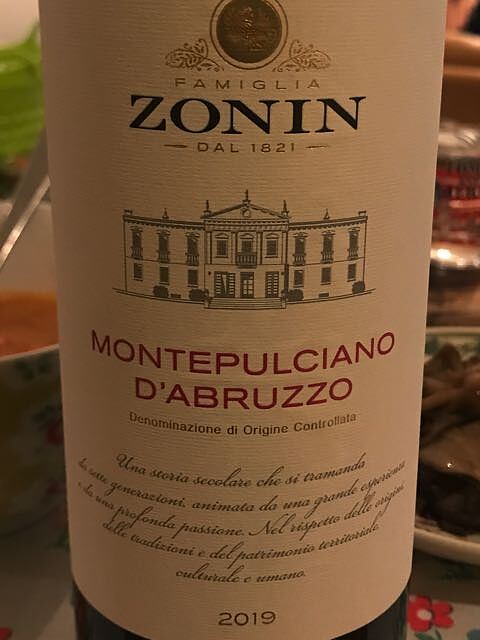 FAMIGLIA
ZONIN
DAL 1821
MONTEPULCIANO
D'ABRUZZO
Denominazione di Origine Controllata
Una storia secolare che si tramanda
da sette generazioni, animata da una grande esperienza
e da una profonda passione. Nel rispetto delle origini,
delle tradizioni e del patrimonio territoriale,
culturale e umano.
2019